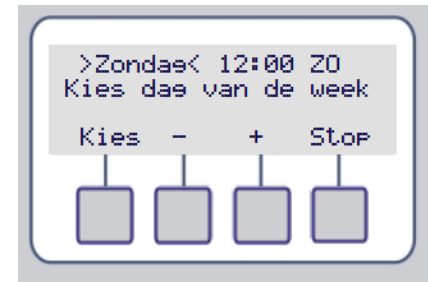 >Zondag< 12:00 ZO
Kies dag van de week
Kies - + Stop